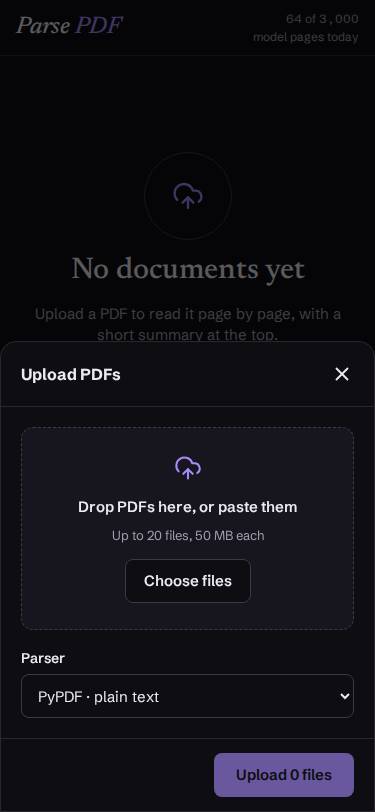 Parse PDF
64 of 3,000
model pages today
No documents yet
Upload a PDF to read it page by page, with a
short summary at the top.
Upload PDFs
Drop PDFs here, or paste them
Up to 20 files, 50 MB each
Choose files
Parser
PyPDF · plain text
Upload 0 files